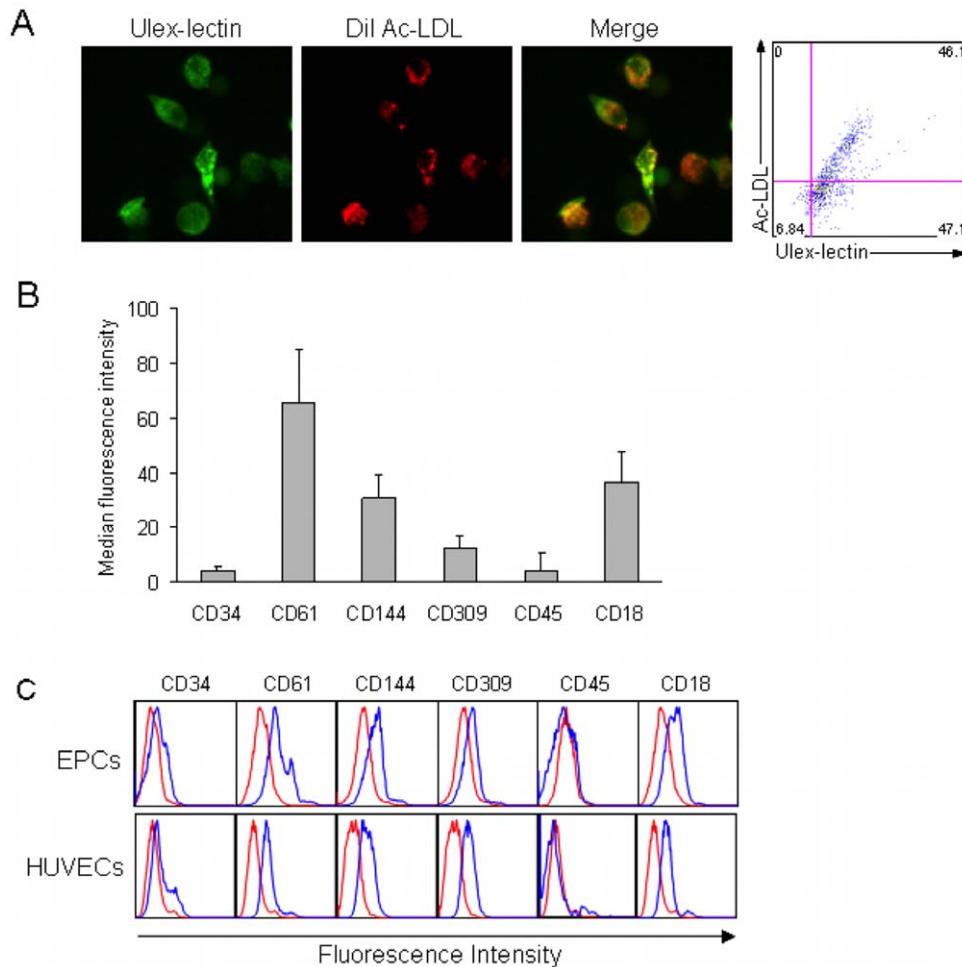 A
Ulex-lectin
Dil Ac-LDL
Merge
0
46.1
Ac-LDL
6.84
47.1
Ulex-lectin
B
Median fluorescence intensity
100
80
60
40
20
0
CD34 CD61 CD144 CD309 CD45 CD18
C
CD34 CD61 CD144 CD309 CD45 CD18
EPCs
HUVECs
Fluorescence Intensity